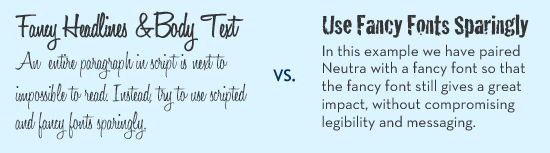 Fancy Headlines & Body Text
An entire paragraph in script is next to
impossible to read. Instead, try to use scripted
and fancy fonts sparingly.
vs.
Use Fancy Fonts Sparingly
In this example we have paired
Neutra with a fancy font so that
the fancy font still gives a great
impact, without compromising
legibility and messaging.